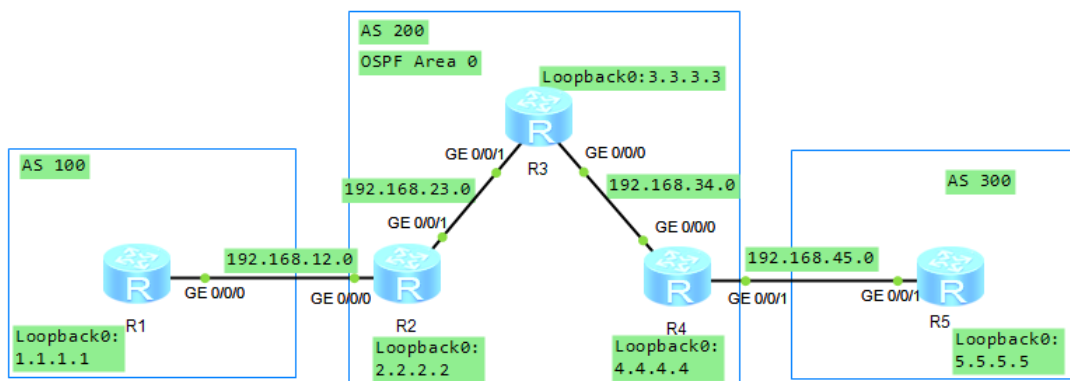 AS 200
OSPF Area 0
Loopback0:3.3.3.3
R
GE 0/0/1
GE 0/0/0
R3
AS 100
AS 300
192.168.23.0
192.168.34.0
GE 0/0/1
GE 0/0/0
192.168.12.0
192.168.45.0
R
R
R
R
GE 0/0/0
GE 0/0/0
GE 0/0/1
GE 0/0/1
R1
R2
R4
R5
Loopback0:
1.1.1.1
Loopback0:
2.2.2.2
Loopback0:
4.4.4.4
Loopback0:
5.5.5.5